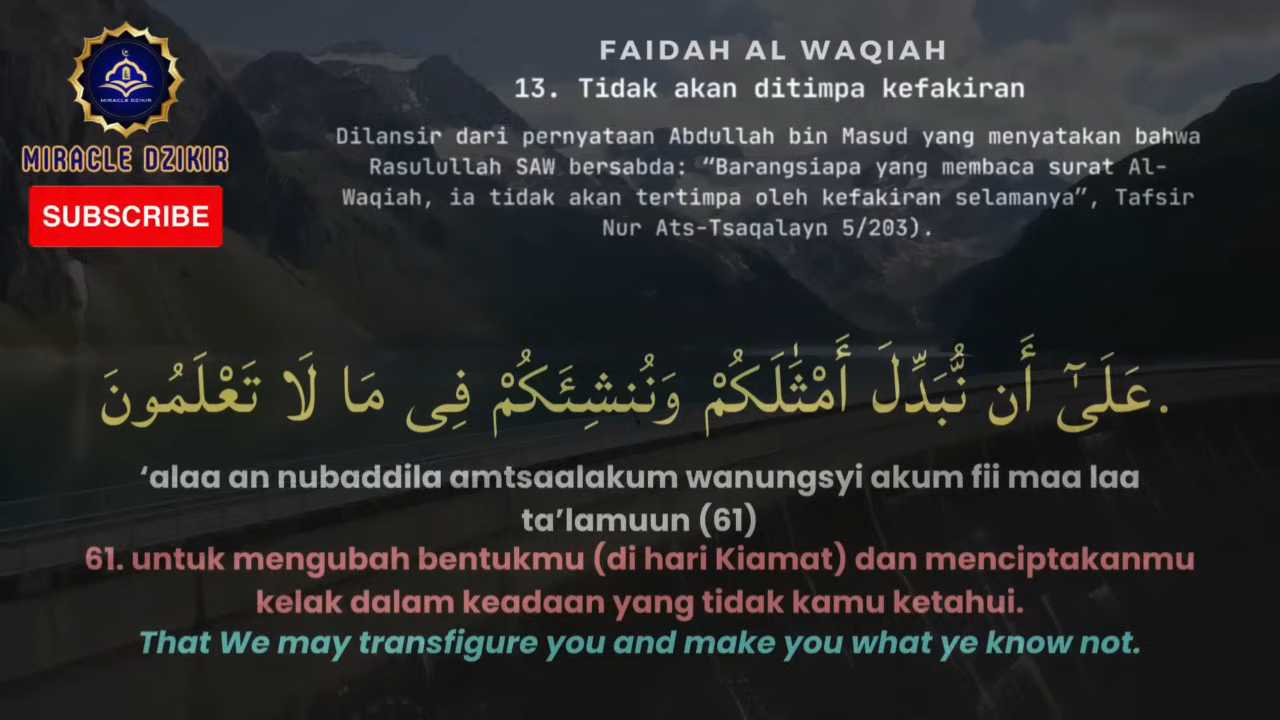 MIRACLE DZIKIR
MIRACLE DZIKIR
SUBSCRIBE
FAIDAH AL WAQIAH
13. Tidak akan ditimpa kefakiran
Dilansir dari pernyataan Abdullah bin Masud yang menyatakan bahwa
Rasulullah SAW bersabda: “Barangsiapa yang membaca surat Al-
Waqiah, ia tidak akan tertimpa oleh kefakiran selamanya”, Tafsir
Nur Ats-Tsaqalayn 5/203).
عَلَىٰٓ أَن نُّبَدِّلَ أَمْثَٰلَكُمْ وَنُنشِئَكُمْ فِى مَا لَا تَعْلَمُونَ.
‘alaa an nubaddila amtsaalakum wanungsyi akum fii maa laa
ta’lamuun (61)
61. untuk mengubah bentukmu (di hari Kiamat) dan menciptakanmu
kelak dalam keadaan yang tidak kamu ketahui.
That We may transfigure you and make you what ye know not.